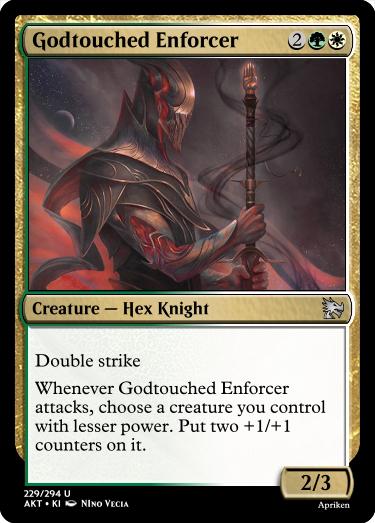 Godtouched Enforcer 2
Creature — Hex Knight
Double strike
Whenever Godtouched Enforcer
attacks, choose a creature you control
with lesser power. Put two +1/+1
counters on it.
2/3
229/294 U
AKT • KI NINO VECIA
Apriken